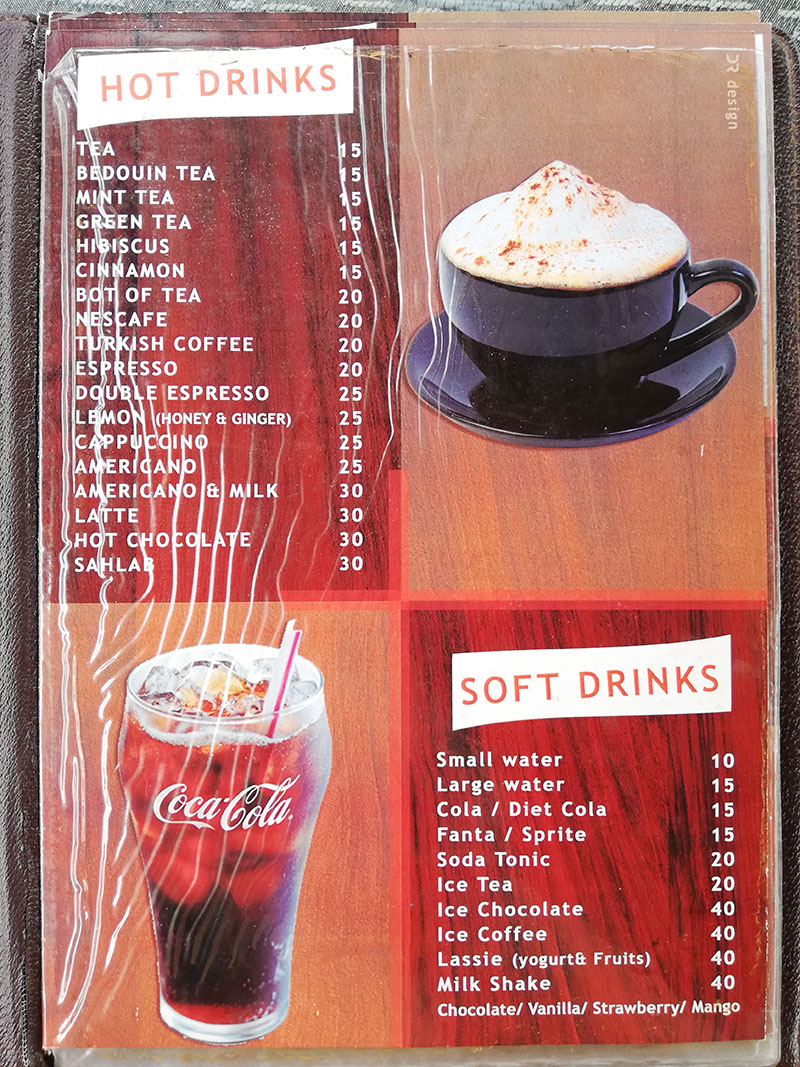 HOT DRINKS
TEA 15
BEDOUIN TEA 15
MINT TEA 15
GREEN TEA 15
HIBISCUS 15
CINNAMON 15
BOT OF TEA 20
NESCAFE 20
TURKISH COFFEE 20
ESPRESSO 20
DOUBLE ESPRESSO 25
LEMON (HONEY & GINGER) 25
CAPPUCCINO 25
AMERICANO 25
AMERICANO & MILK 30
LATTE 30
HOT CHOCOLATE 30
SAHLAB 30
DR design
Coca-Cola
SOFT DRINKS
Small water 10
Large water 15
Cola / Diet Cola 15
Fanta / Sprite 15
Soda Tonic 20
Ice Tea 20
Ice Chocolate 40
Ice Coffee 40
Lassie (yogurt& Fruits) 40
Milk Shake 40
Chocolate/ Vanilla/ Strawberry/ Mango